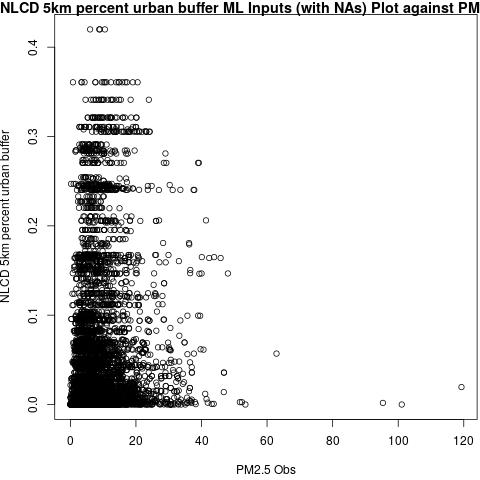 NLCD 5km percent urban buffer ML Inputs (with NAs) Plot against PM
NLCD 5km percent urban buffer
0.4
0.3
0.2
0.1
0.0
0 20 40 60 80 100 120
PM2.5 Obs